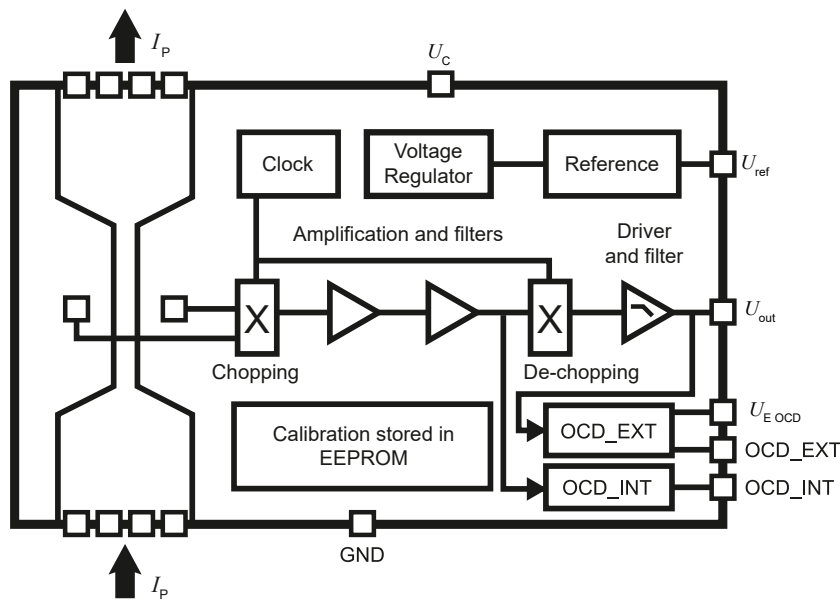 I_P
U_C
Clock
Voltage
Regulator
Reference
U_ref
Amplification and filters
Driver
and filter
X
X
U_out
Chopping
De-chopping
U_E OCD
OCD_EXT
OCD_EXT
Calibration stored in
EEPROM
OCD_INT
OCD_INT
GND
I_P